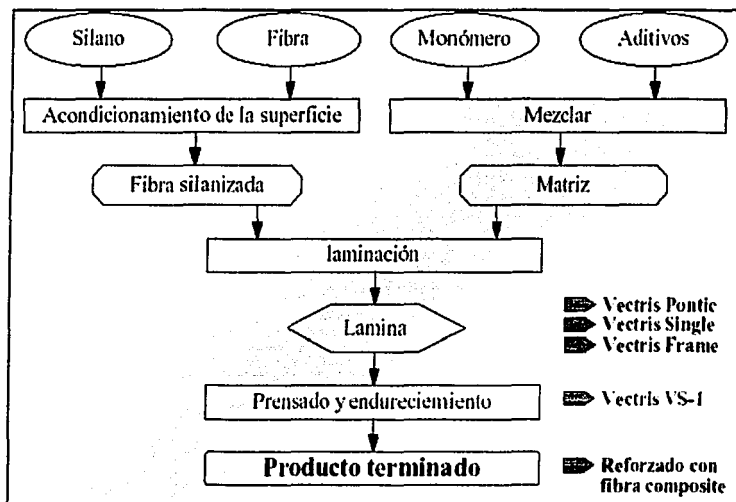 Silano
Fibra
Monómero
Aditivos
Acondicionamiento de la superficie
Mezclar
Fibra silanizada
Matriz
laminación
Lamina
Vectris Pontic
Vectris Single
Vectris Frame
Prensado y endureciemiento
Vectris VS-1
Producto terminado
Reforzado con
fibra composite